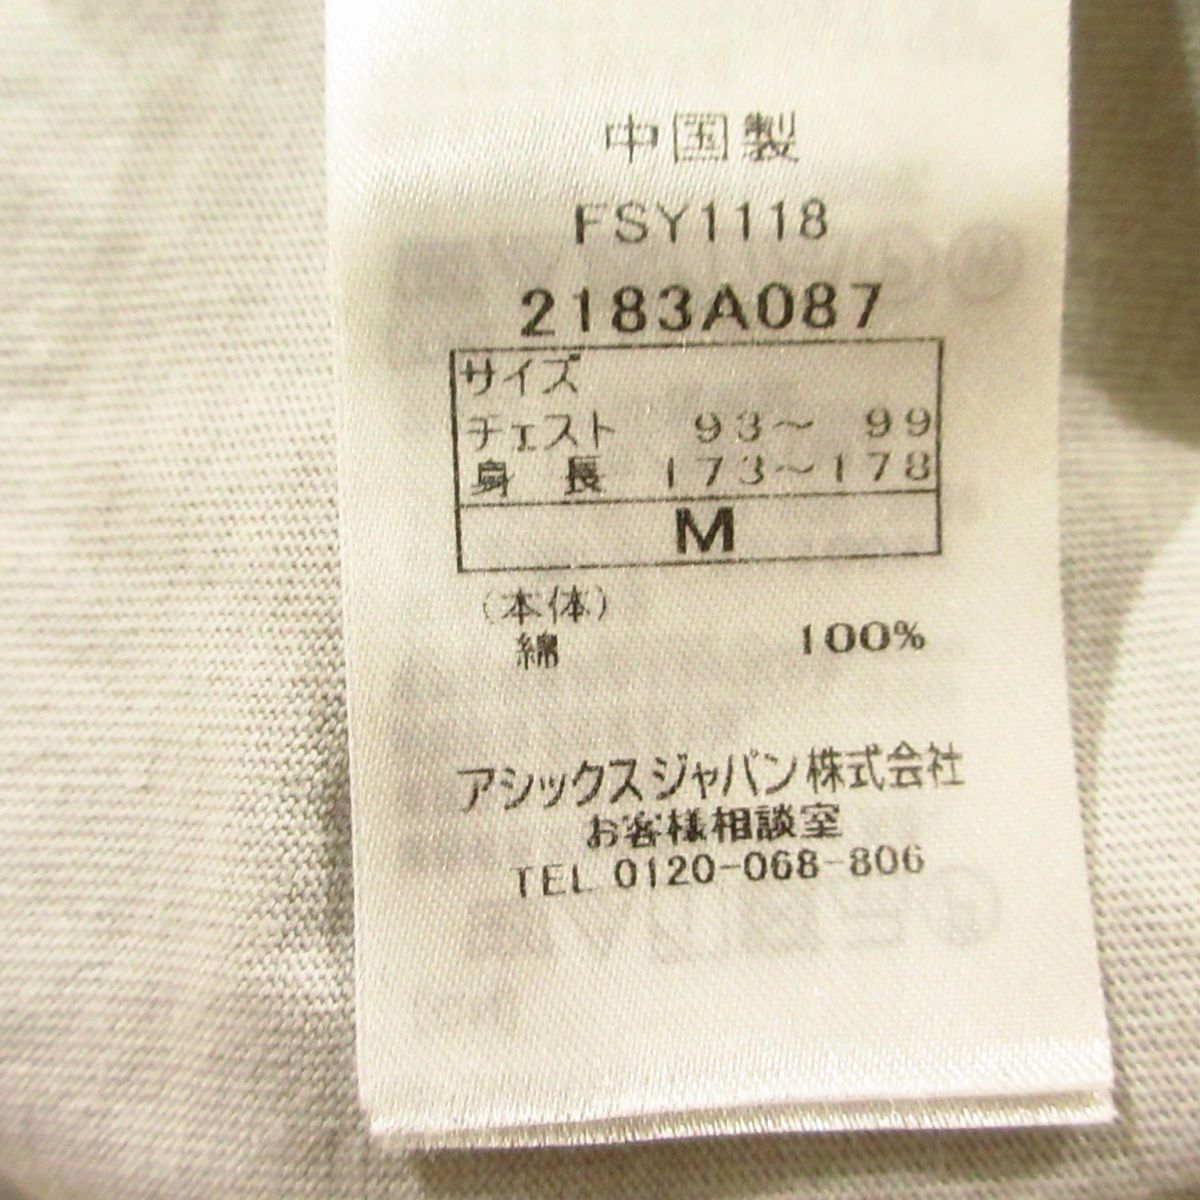 中国製
FSY1118
2183A087
サイズ
チェスト 93～ 99
身 長 173～178
M
(本体)
綿 100%
アシックスジャパン株式会社
お客様相談室
TEL 0120-068-806